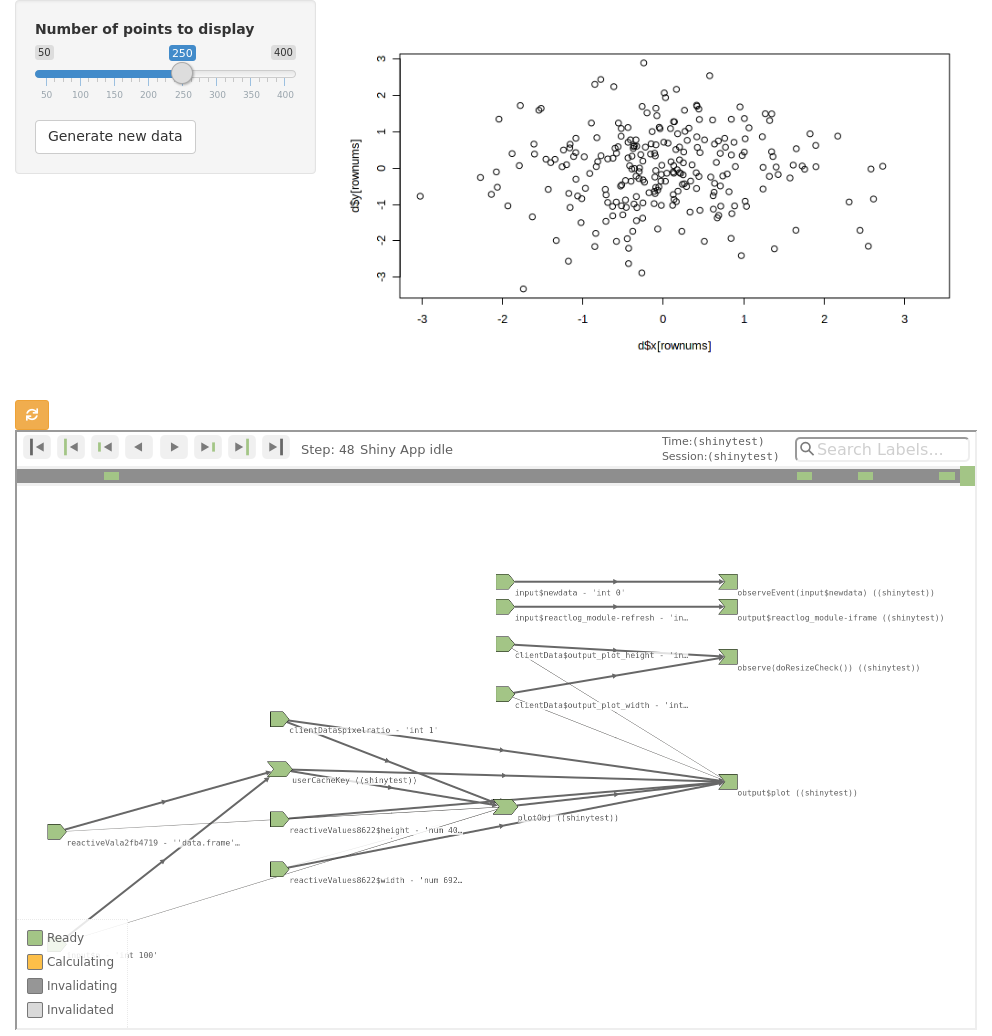 Number of points to display
50 250 400
50 100 150 200 250 300 350 400
Generate new data
d$y[rownums]
3
2
1
0
-1
-2
-3
-3 -2 -1 0 1 2 3
d$x[rownums]
Step: 48 Shiny App idle
Time:(shinytest)
Session:(shinytest)
Search Labels...
input$newdata - 'int 0'
observeEvent(input$newdata) ((shinytest))
input$reactlog_module-refresh - 'in…
output$reactlog_module-iframe ((shinytest))
clientData$output_plot_height - 'in…
observe(doResizeCheck()) ((shinytest))
clientData$output_plot_width - 'int…
clientData$pixelratio - 'int 1'
userCacheKey ((shinytest))
output$plot ((shinytest))
plotObj ((shinytest))
reactiveValues8622$height - 'num 40…
reactiveVala2fb4719 - ''data.frame'…
reactiveValues8622$width - 'num 692…
nt 100'
Ready
Calculating
Invalidating
Invalidated